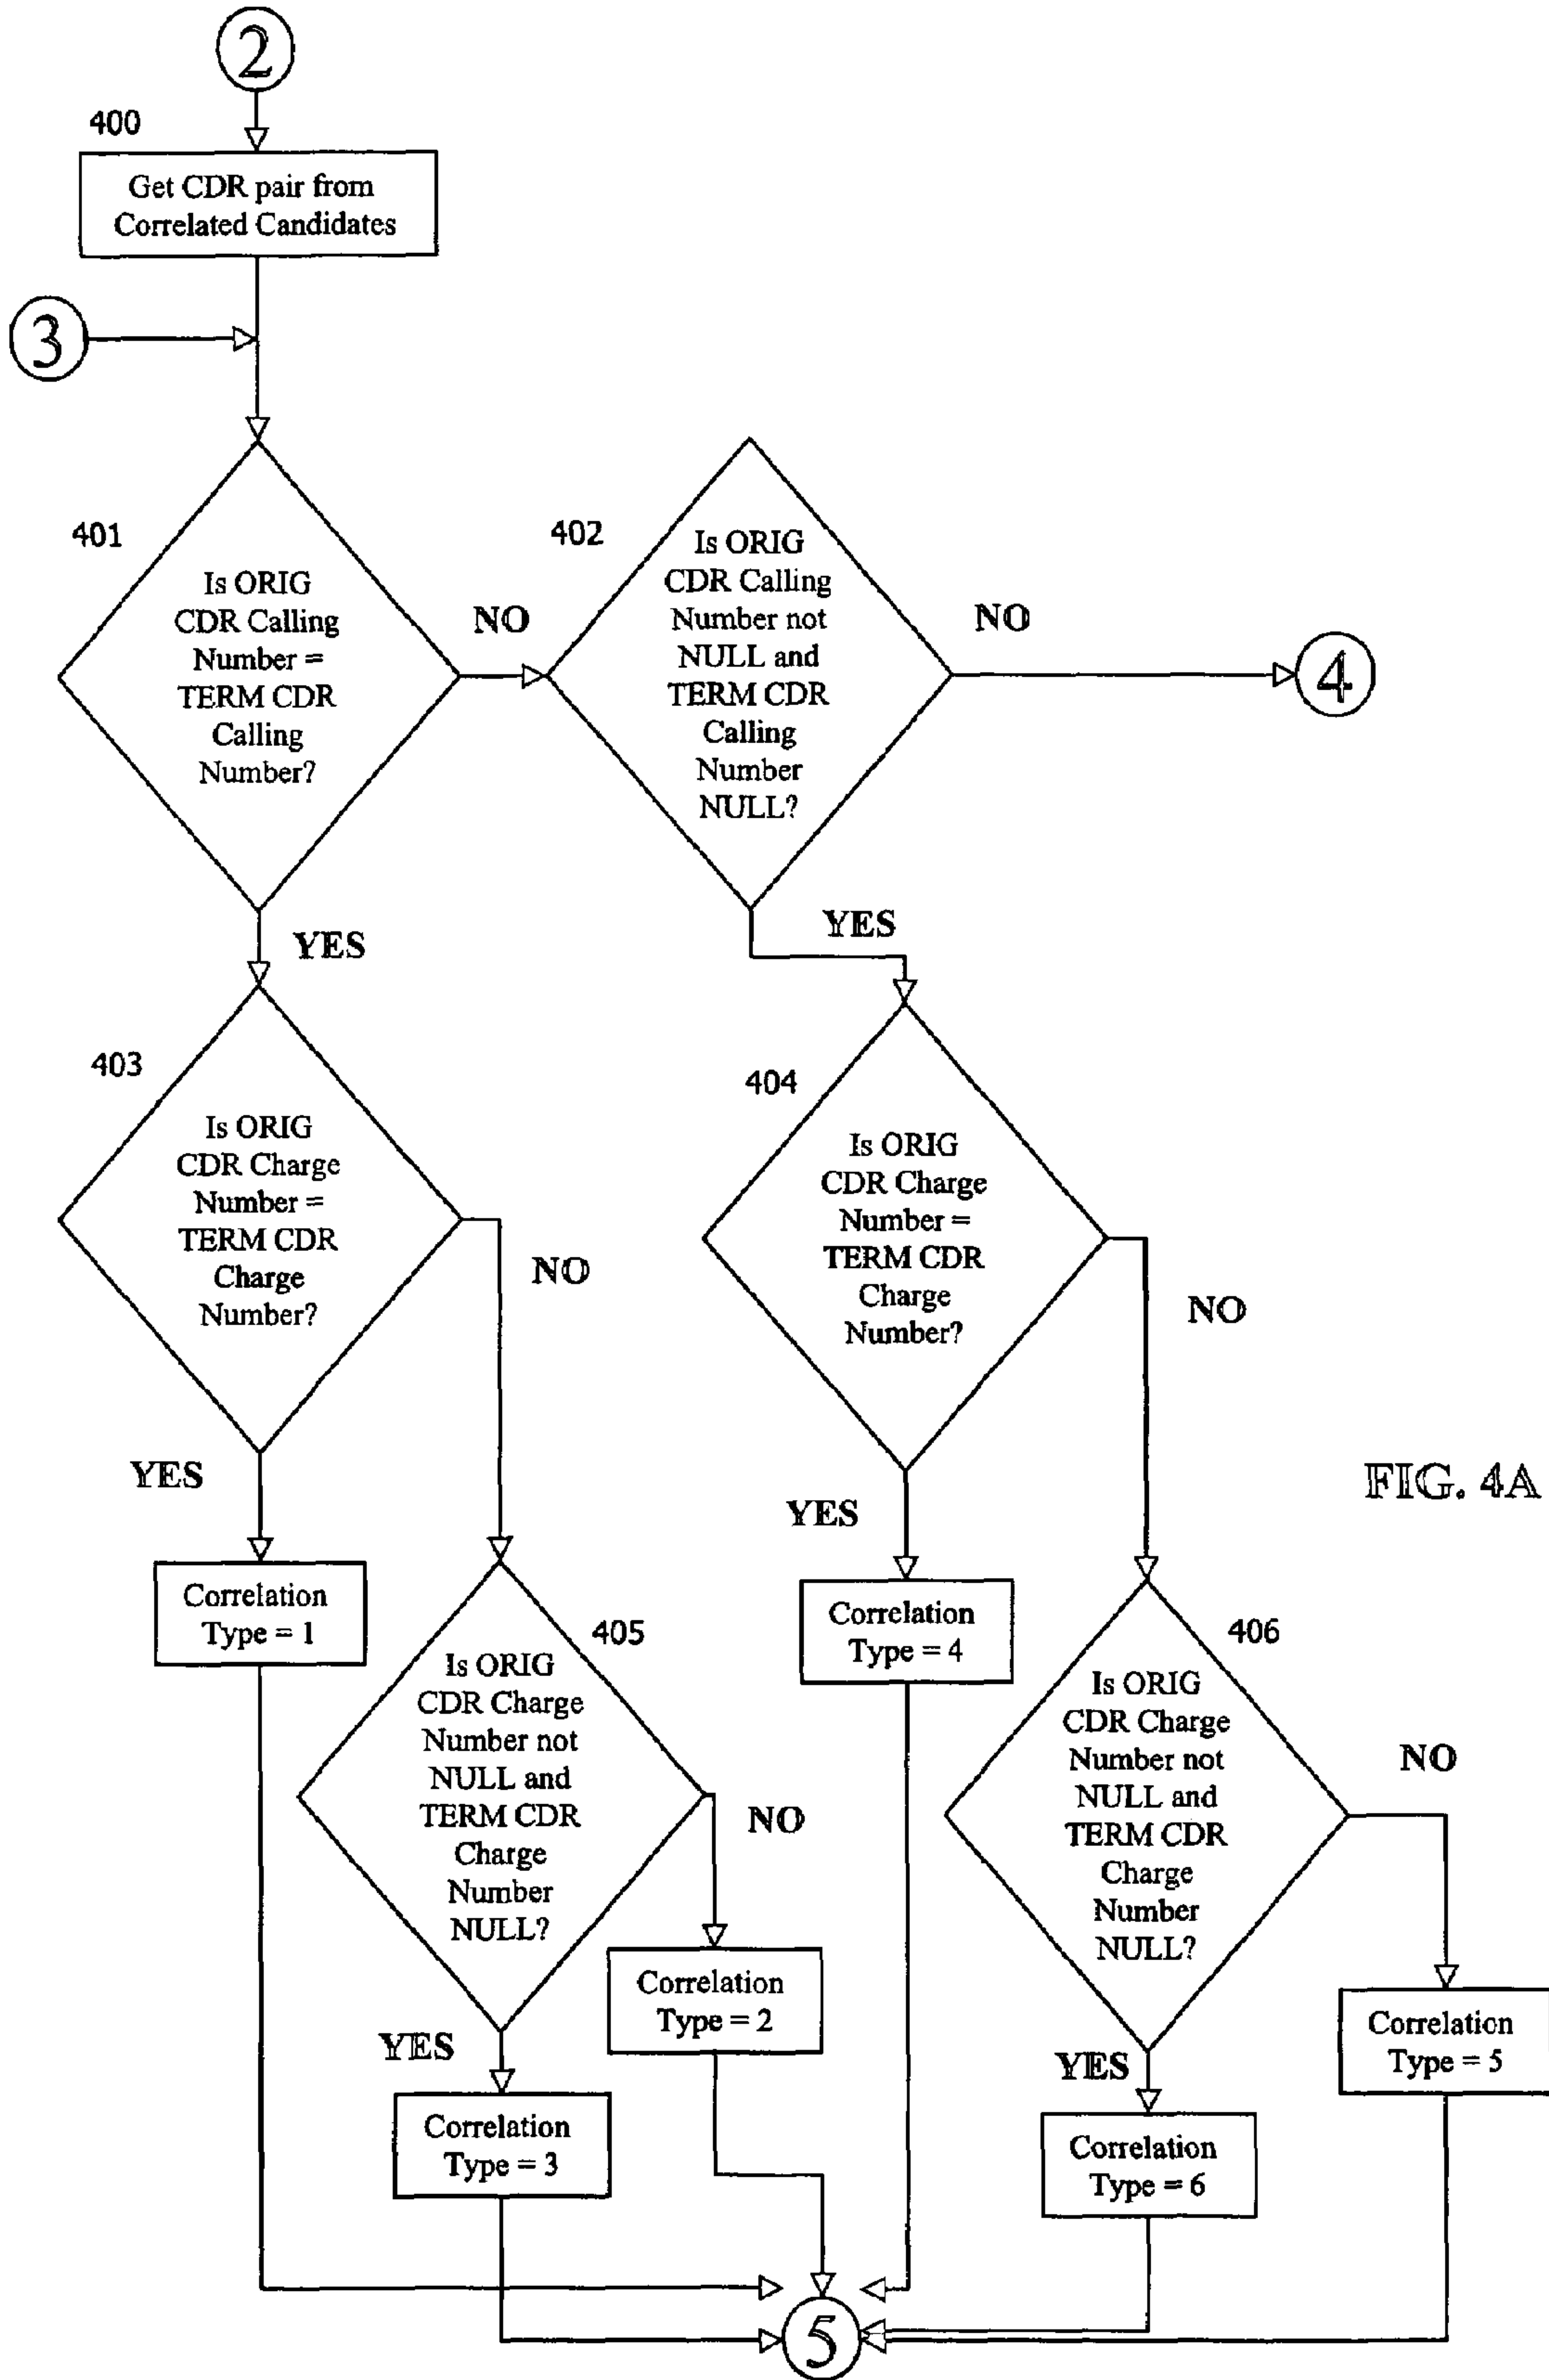 2
400
Get CDR pair from
Correlated Candidates
3
401
Is ORIG
CDR Calling
Number =
TERM CDR
Calling
Number?
NO
402
Is ORIG
CDR Calling
Number not
NULL and
TERM CDR
Calling
Number
NULL?
NO
4
YES
YES
403
Is ORIG
CDR Charge
Number =
TERM CDR
Charge
Number?
NO
404
Is ORIG
CDR Charge
Number =
TERM CDR
Charge
Number?
NO
YES
Correlation
Type = 1
YES
Correlation
Type = 4
FIG. 4A
405
Is ORIG
CDR Charge
Number not
NULL and
TERM CDR
Charge
Number
NULL?
NO
Correlation
Type = 2
YES
Correlation
Type = 3
406
Is ORIG
CDR Charge
Number not
NULL and
TERM CDR
Charge
Number
NULL?
NO
Correlation
Type = 5
YES
Correlation
Type = 6
5